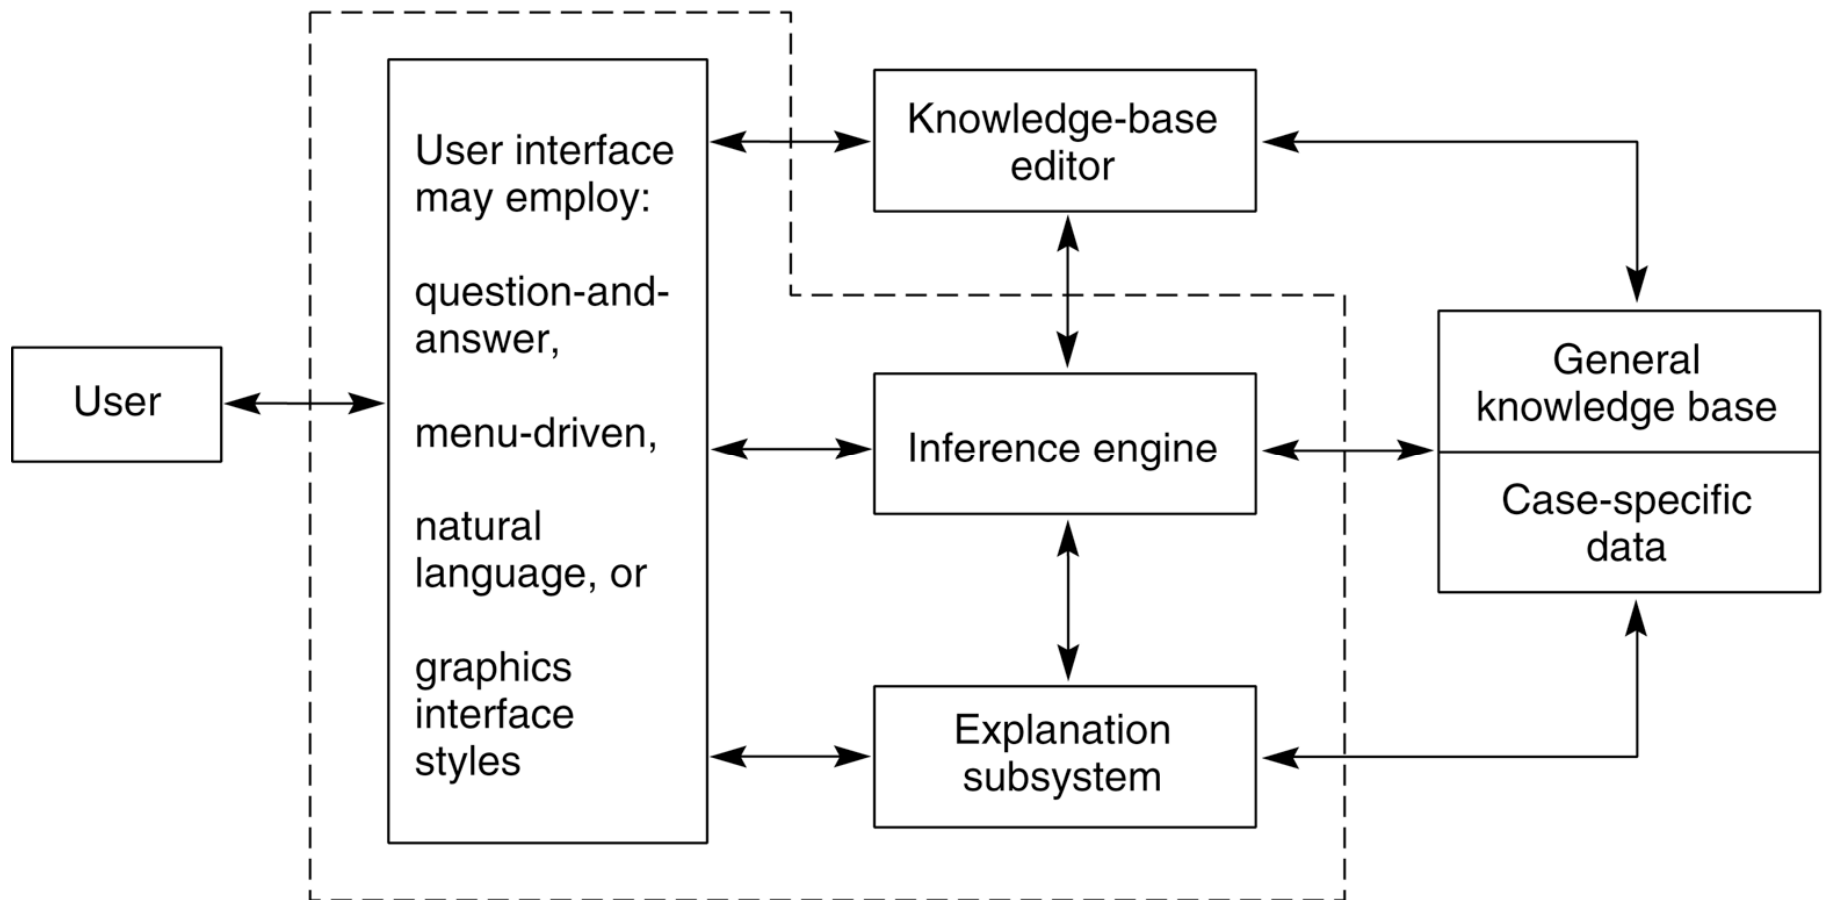 User
User interface
may employ:
question-and-
answer,
menu-driven,
natural
language, or
graphics
interface
styles
Knowledge-base
editor
Inference engine
Explanation
subsystem
General
knowledge base
Case-specific
data